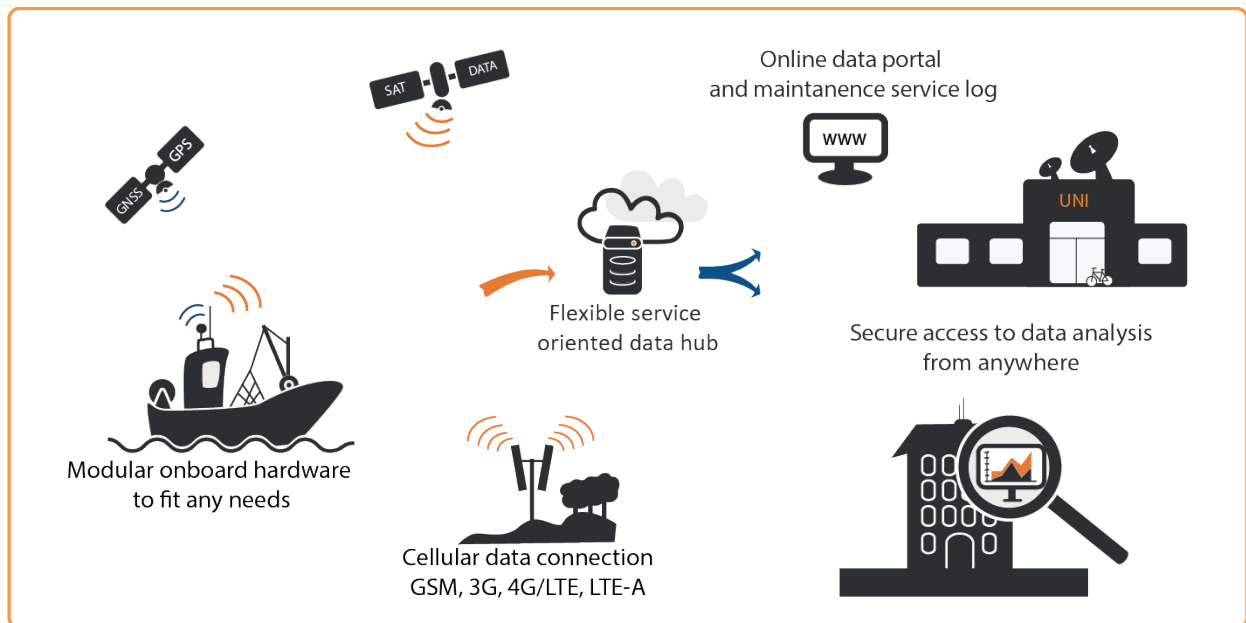 SAT DATA
GNSS GPS
Online data portal
and maintanence service log
WWW
UNI
Flexible service
oriented data hub
Secure access to data analysis
from anywhere
Modular onboard hardware
to fit any needs
Cellular data connection
GSM, 3G, 4G/LTE, LTE-A